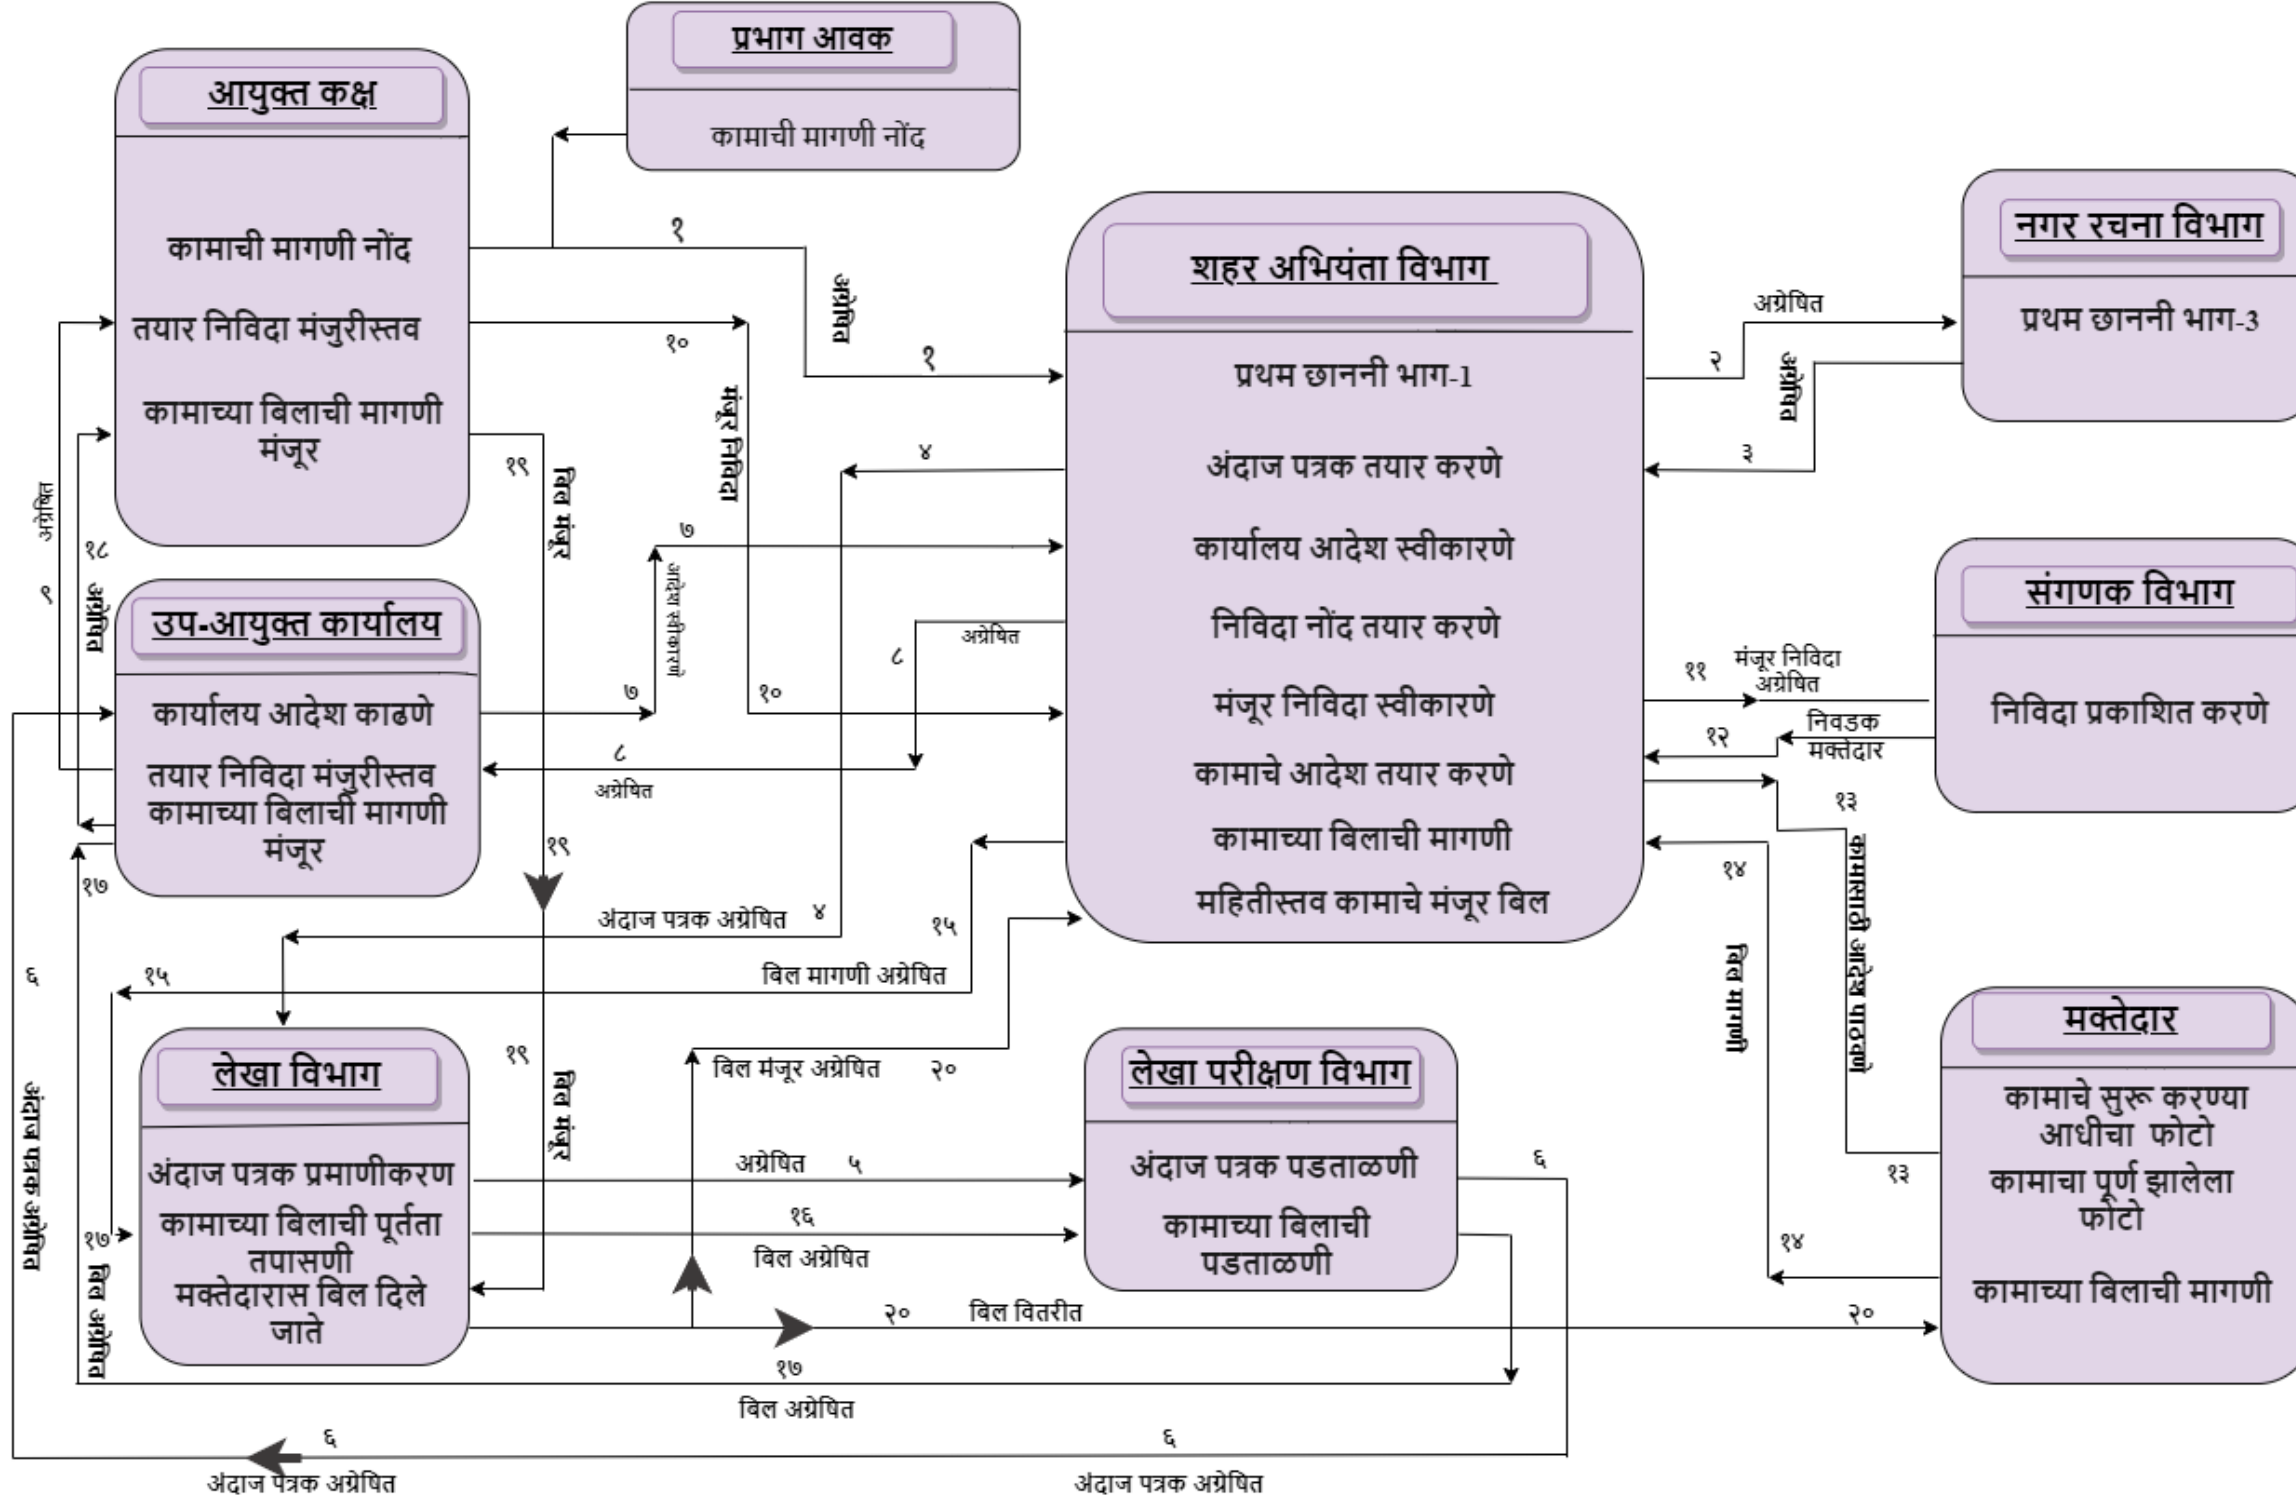 प्रभाग आवक
कामाची मागणी नोंद
आयुक्त कक्ष
कामाची मागणी नोंद
तयार निविदा मंजुरीस्तव
कामाच्या बिलाची मागणी
मंजूर
१
अग्रेषित
१
१०
मंजूर निविदा
१०
१९
बिल मंजूर
१९
१९
बिल मंजूर
अग्रेषित
९
१८
अग्रेषित
उप-आयुक्त कार्यालय
कार्यालय आदेश काढणे
तयार निविदा मंजुरीस्तव
कामाच्या बिलाची मागणी
मंजूर
७
आदेश स्वीकारणे
७
८
अग्रेषित
८
अग्रेषित
४
अंदाज पत्रक अग्रेषित ४
शहर अभियंता विभाग
प्रथम छाननी भाग-1
अंदाज पत्रक तयार करणे
कार्यालय आदेश स्वीकारणे
निविदा नोंद तयार करणे
मंजूर निविदा स्वीकारणे
कामाचे आदेश तयार करणे
कामाच्या बिलाची मागणी
महितीस्तव कामाचे मंजूर बिल
२
अग्रेषित
अग्रेषित
३
नगर रचना विभाग
प्रथम छाननी भाग-3
संगणक विभाग
निविदा प्रकाशित करणे
११
मंजूर निविदा
अग्रेषित
१२
निवडक
मक्तेदार
१३
कामासाठी आदेश पाठवणे
१३
१४
बिल मागणी
१४
मक्तेदार
कामाचे सुरू करण्या
आधीचा फोटो
कामाचा पूर्ण झालेला
फोटो
कामाच्या बिलाची मागणी
१५
बिल मागणी अग्रेषित
१५
१७
६
अंदाज पत्रक अग्रेषित
१७
बिल अग्रेषित
लेखा विभाग
अंदाज पत्रक प्रमाणीकरण
कामाच्या बिलाची पूर्तता
तपासणी
मक्तेदारास बिल दिले
जाते
बिल मंजूर अग्रेषित २०
अग्रेषित ५
१६
बिल अग्रेषित
लेखा परीक्षण विभाग
अंदाज पत्रक पडताळणी
कामाच्या बिलाची
पडताळणी
६
२० बिल वितरीत
२०
१७
बिल अग्रेषित
६
अंदाज पत्रक अग्रेषित
६
अंदाज पत्रक अग्रेषित